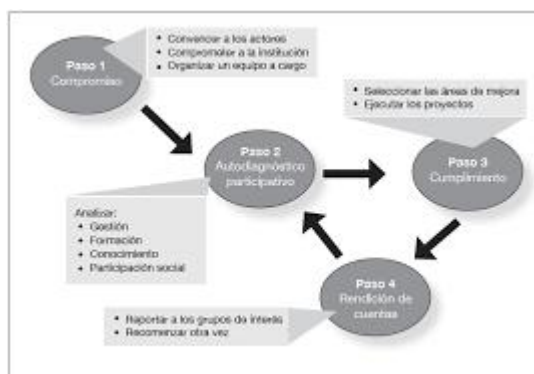 Paso 1
Compromiso
• Convencer a los actores
• Comprometer a la institución
• Organizar un equipo a cargo
Paso 2
Autodiagnóstico
participativo
Analizar:
• Gestión
• Formación
• Conocimiento
• Participación social
• Seleccionar las áreas de mejora
• Ejecutar los proyectos
Paso 3
Cumplimiento
Paso 4
Rendición de
cuentas
• Reportar a los grupos de interés
• Recomenzar otra vez